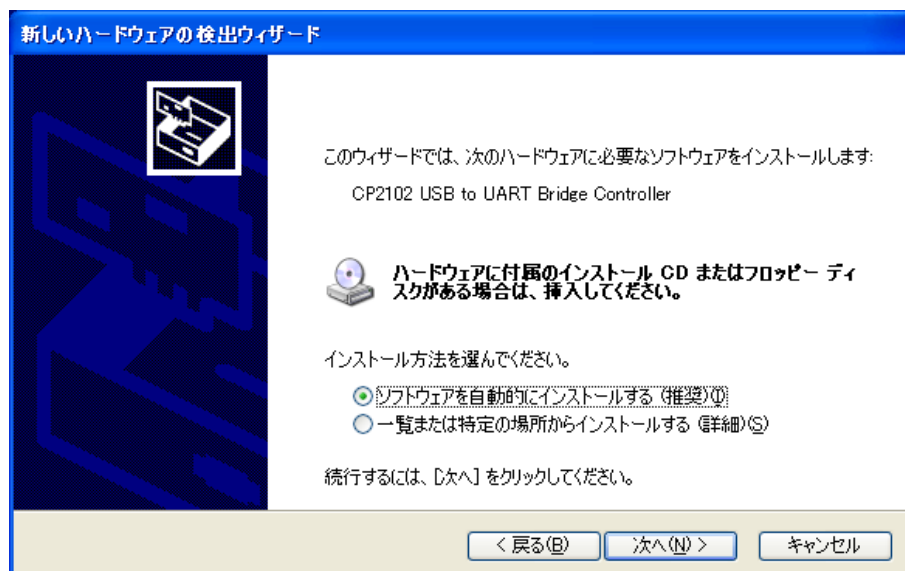 新しいハードウェアの検出ウィザード
このウィザードでは、次のハードウェアに必要なソフトウェアをインストールします:
CP2102 USB to UART Bridge Controller
ハードウェアに付属のインストール CD またはフロッピー ディ
スクがある場合は、挿入してください。
インストール方法を選んでください。
ソフトウェアを自動的にインストールする (推奨)(I)
一覧または特定の場所からインストールする (詳細)(S)
続行するには、[次へ] をクリックしてください。
< 戻る(B) 次へ(N) > キャンセル